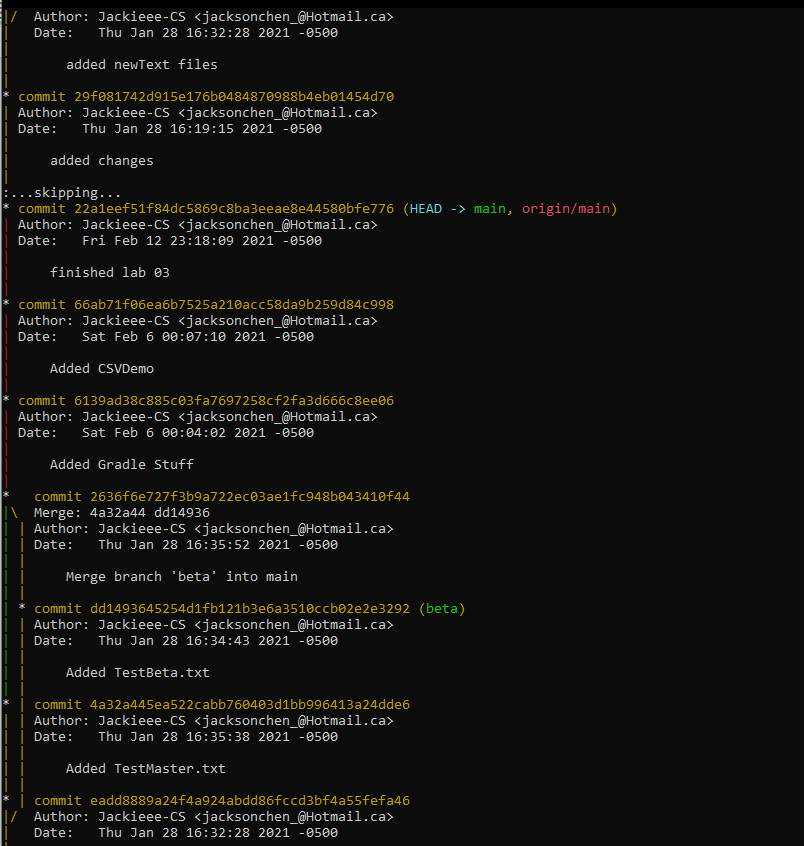 |/  Author: Jackieee-CS <jacksonchen_@Hotmail.ca>
|   Date:   Thu Jan 28 16:32:28 2021 -0500
|
|       added newText files
|
* commit 29f081742d915e176b0484870988b4eb01454d70
| Author: Jackieee-CS <jacksonchen_@Hotmail.ca>
| Date:   Thu Jan 28 16:19:15 2021 -0500
|
|     added changes
|
:...skipping...
* commit 22a1eef51f84dc5869c8ba3eeae8e44580bfe776 (HEAD -> main, origin/main)
| Author: Jackieee-CS <jacksonchen_@Hotmail.ca>
| Date:   Fri Feb 12 23:18:09 2021 -0500
|
|     finished lab 03
|
* commit 66ab71f06ea6b7525a210acc58da9b259d84c998
| Author: Jackieee-CS <jacksonchen_@Hotmail.ca>
| Date:   Sat Feb 6 00:07:10 2021 -0500
|
|     Added CSVDemo
|
* commit 6139ad38c885c03fa7697258cf2fa3d666c8ee06
| Author: Jackieee-CS <jacksonchen_@Hotmail.ca>
| Date:   Sat Feb 6 00:04:02 2021 -0500
|
|     Added Gradle Stuff
|
*   commit 2636f6e727f3b9a722ec03ae1fc948b043410f44
|\  Merge: 4a32a44 dd14936
| | Author: Jackieee-CS <jacksonchen_@Hotmail.ca>
| | Date:   Thu Jan 28 16:35:52 2021 -0500
| |
| |     Merge branch 'beta' into main
| |
| * commit dd1493645254d1fb121b3e6a3510ccb02e2e3292 (beta)
| | Author: Jackieee-CS <jacksonchen_@Hotmail.ca>
| | Date:   Thu Jan 28 16:34:43 2021 -0500
| |
| |     Added TestBeta.txt
| |
* | commit 4a32a445ea522cabb760403d1bb996413a24dde6
| | Author: Jackieee-CS <jacksonchen_@Hotmail.ca>
| | Date:   Thu Jan 28 16:35:38 2021 -0500
| |
| |     Added TestMaster.txt
| |
* | commit eadd8889a24f4a924abdd86fccd3bf4a55fefa46
|/  Author: Jackieee-CS <jacksonchen_@Hotmail.ca>
|   Date:   Thu Jan 28 16:32:28 2021 -0500